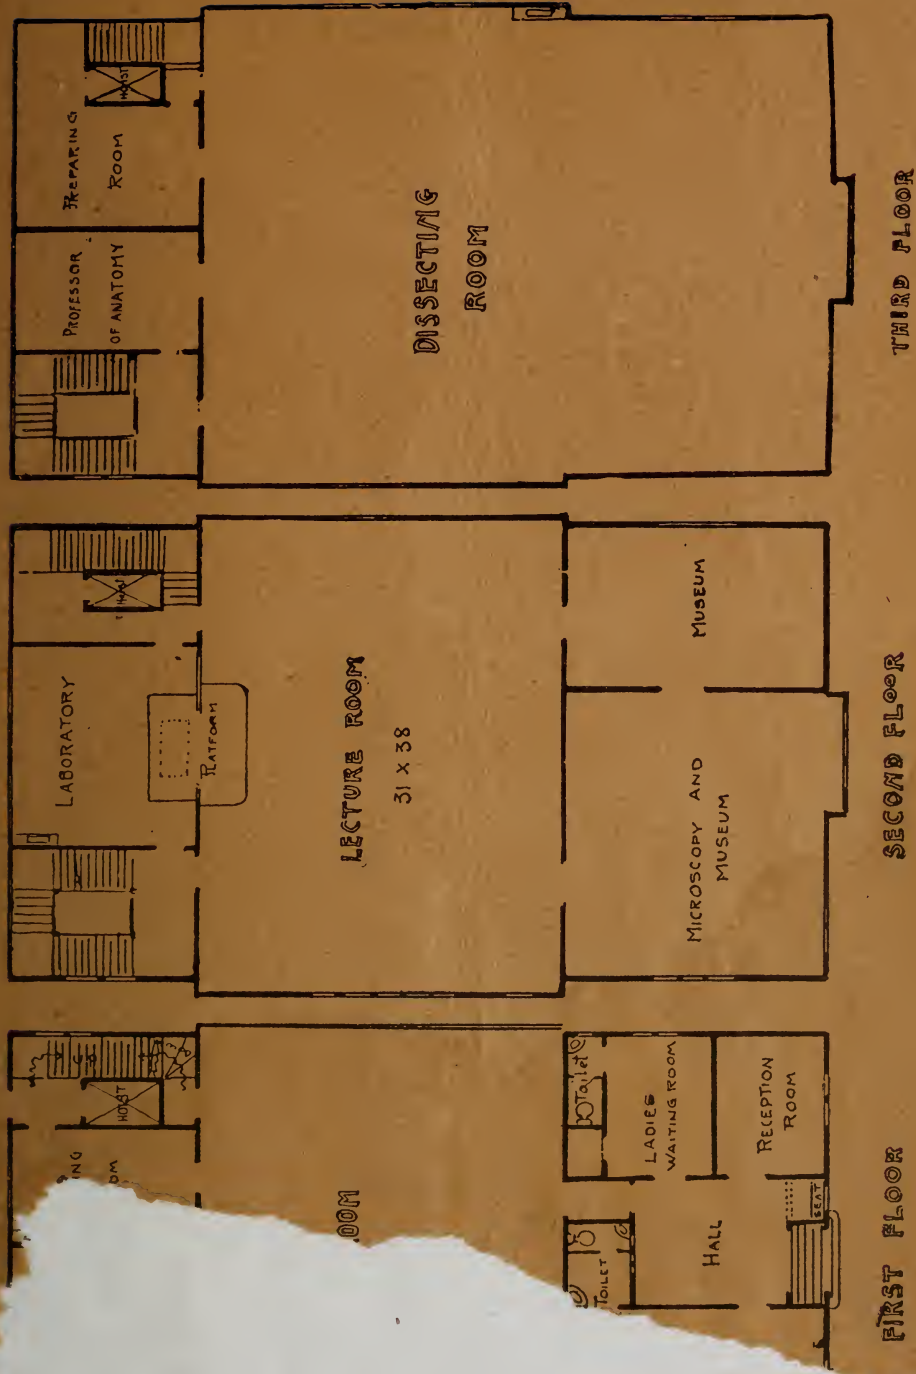 HOIST
PREPARING
ROOM
PROFESSOR
OF ANATOMY
DISSECTING
ROOM
THIRD FLOOR
HOIST
LABORATORY
PLATFORM
LECTURE ROOM
31 X 38
MUSEUM
MICROSCOPY AND
MUSEUM
SECOND FLOOR
HOIST
Toilet
LADIES
WAITING ROOM
RECEPTION
ROOM
SEAT
HALL
TOILET
FIRST FLOOR